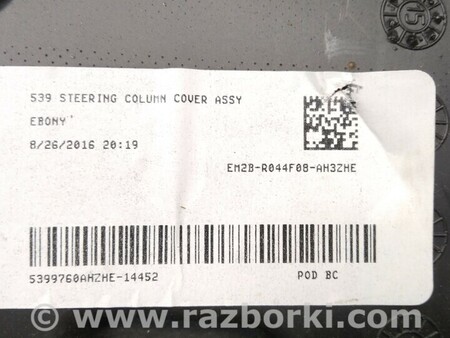 539 STEERING COLUMN COVER ASSY
EBONY
8/26/2016 20:19
EM2B-R044F08-AH3ZHE
5399760AHZHE-14452
POD BC
www.razborki.com